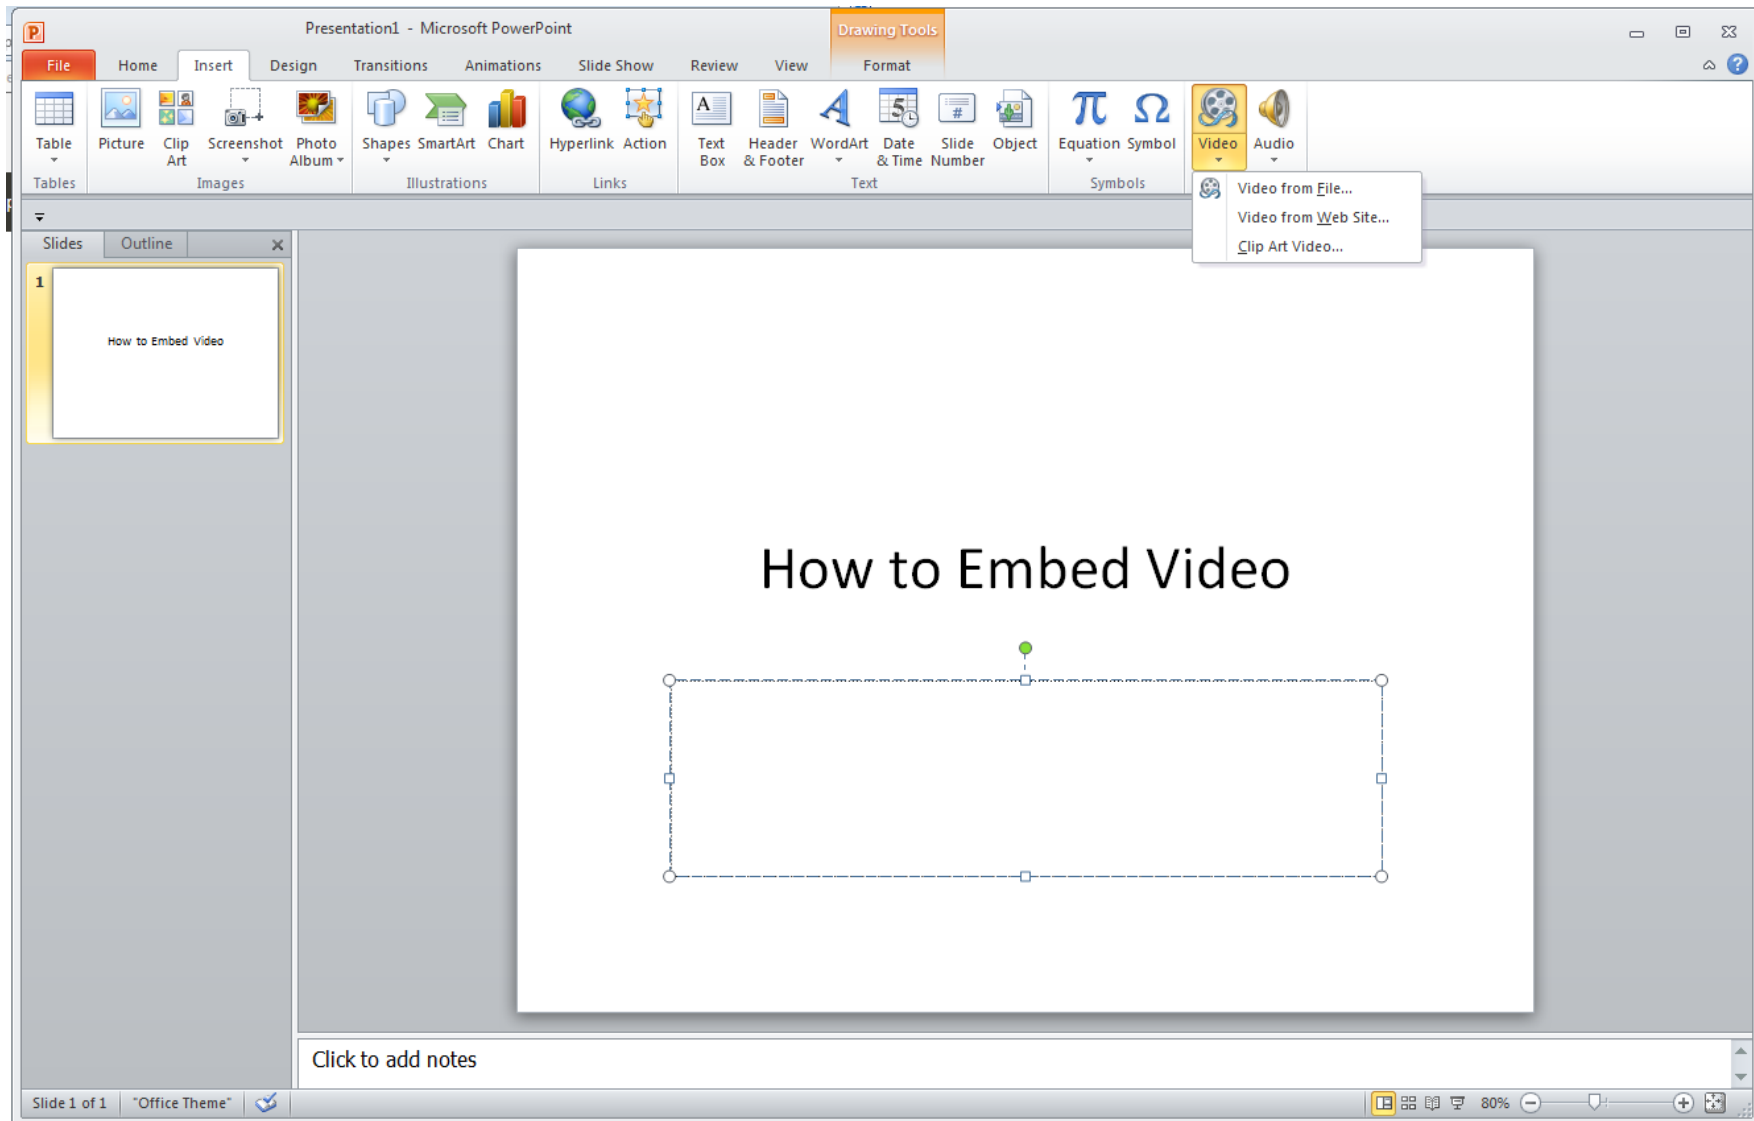 Presentation1 - Microsoft PowerPoint
Drawing Tools
File Home Insert Design Transitions Animations Slide Show Review View Format
Table
Picture
Clip Art
Screenshot
Photo Album
Shapes
SmartArt
Chart
Hyperlink
Action
Text Box
Header & Footer
WordArt
Date & Time
Slide Number
Object
Equation
Symbol
Video
Audio
Tables
Images
Illustrations
Links
Text
Symbols
Video from File...
Video from Web Site...
Clip Art Video...
Slides Outline
1
How to Embed Video
How to Embed Video
Click to add notes
Slide 1 of 1 "Office Theme" 80%